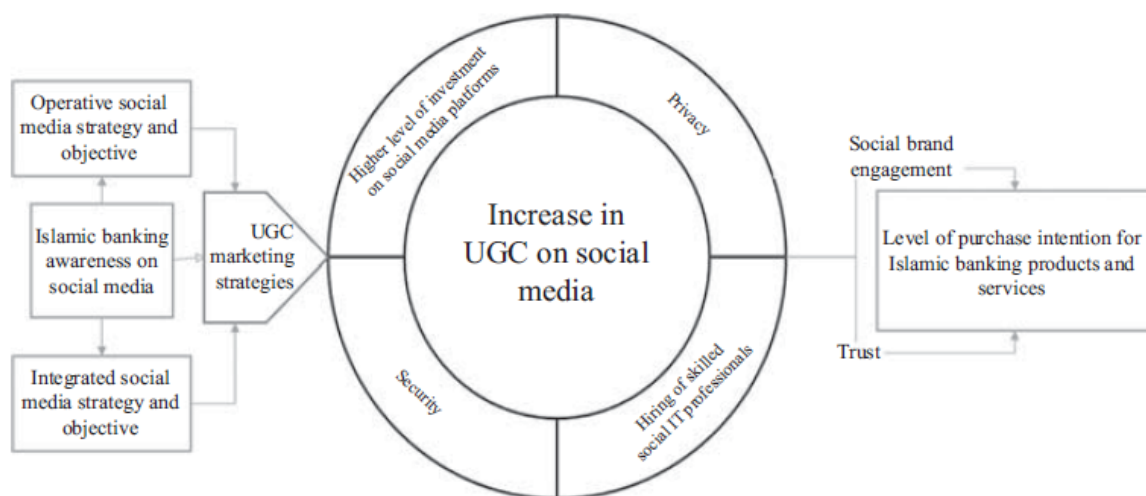 Operative social
media strategy and
objective
Islamic banking
awareness on
social media
Integrated social
media strategy and
objective
UGC
marketing
strategies
Higher level of investment
on social media platforms
Privacy
Increase in
UGC on social
media
Security
Hiring of skilled
social IT professionals
Social brand
engagement
Level of purchase intention for
Islamic banking products and
services
Trust